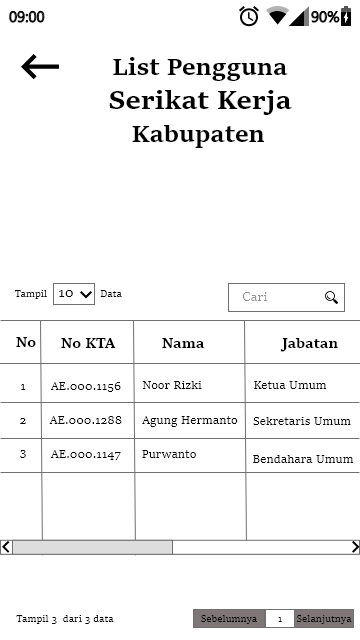 09:00 90%
List Pengguna
Serikat Kerja
Kabupaten
Tampil 10 Data Cari
No No KTA Nama Jabatan
1 AE.000.1156 Noor Rizki Ketua Umum
2 AE.000.1288 Agung Hermanto Sekretaris Umum
3 AE.000.1147 Purwanto Bendahara Umum
Tampil 3 dari 3 data Sebelumnya 1 Selanjutnya